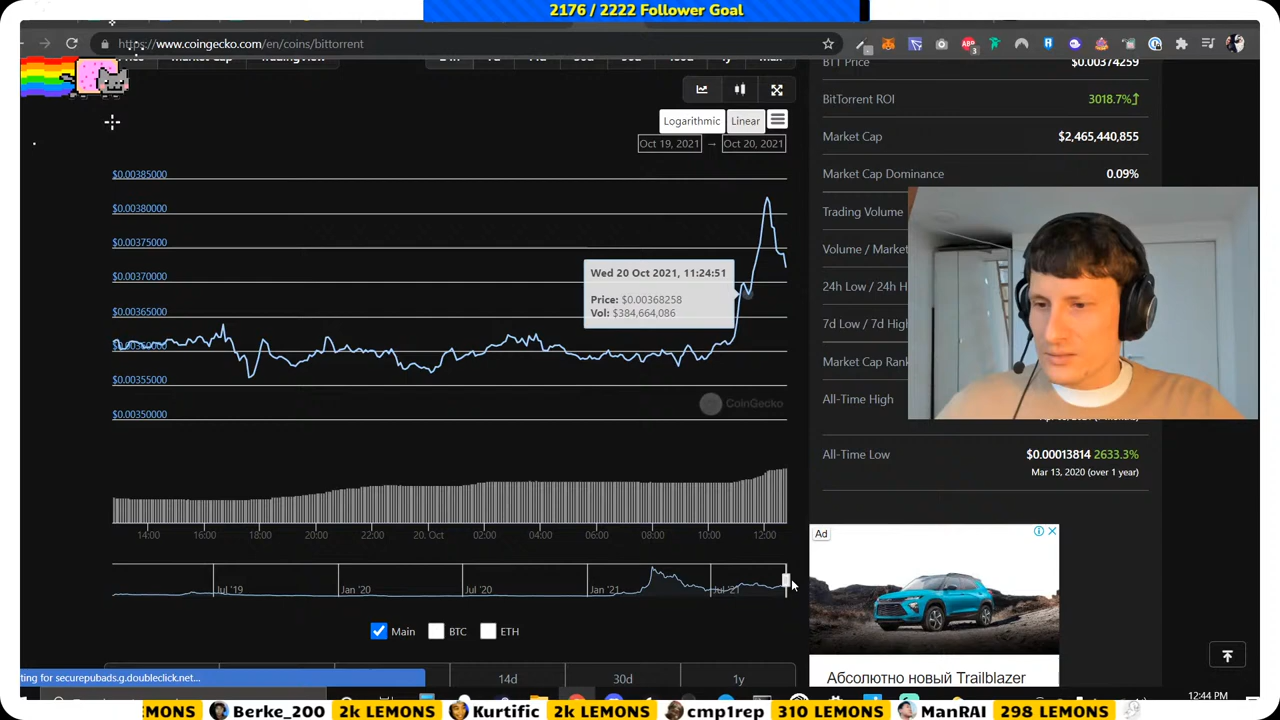 2176 / 2222 Follower Goal
https://www.coingecko.com/en/coins/bittorrent
BTT Price $0.00374259
BitTorrent ROI 3018.7%
Market Cap $2,465,440,855
Market Cap Dominance 0.09%
Trading Volume
Volume / Market
24h Low / 24h H
7d Low / 7d High
Market Cap Rank
All-Time High
All-Time Low $0.00013814 2633.3%
Mar 13, 2020 (over 1 year)
Logarithmic Linear
Oct 19, 2021 → Oct 20, 2021
$0.00385000
$0.00380000
$0.00375000
$0.00370000
$0.00365000
$0.00360000
$0.00355000
$0.00350000
Wed 20 Oct 2021, 11:24:51
Price: $0.00368258
Vol: $384,664,086
CoinGecko
14:00 16:00 18:00 20:00 22:00 20. Oct 02:00 04:00 06:00 08:00 10:00 12:00
Jul '19 Jan '20 Jul '20 Jan '21 Jul '21
Main BTC ETH
14d 30d 1y
Ad
Абсолютно новый Trailblazer
ting for securepubads.g.doubleclick.net...
12:44 PM
LEMONS Berke_200 2k LEMONS Kurtific 2k LEMONS cmp1rep 310 LEMONS ManRAI 298 LEMONS